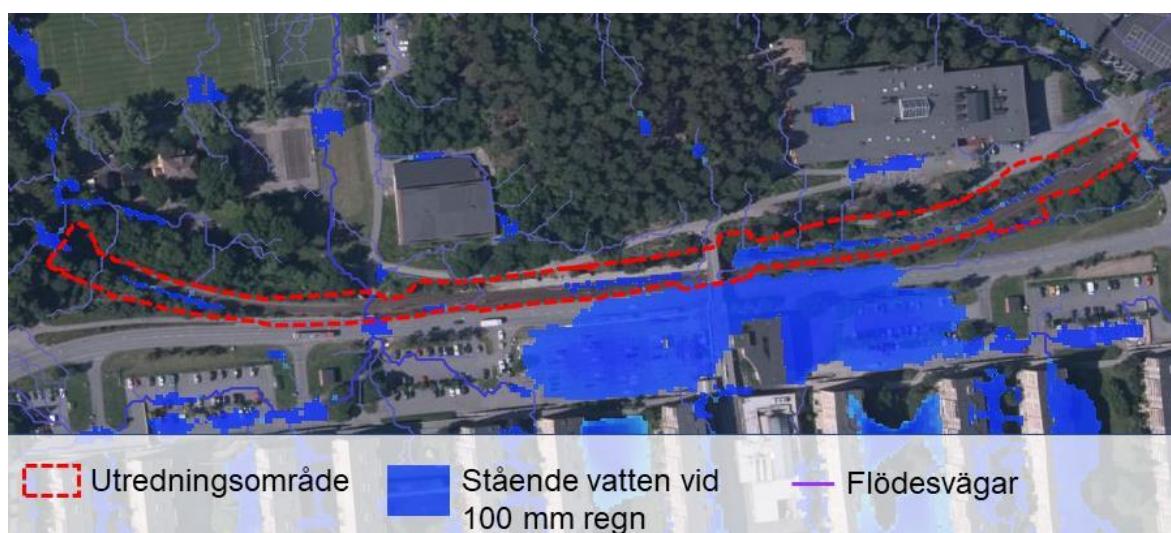 Utredningsområde
Stående vatten vid
100 mm regn
Flödesvägar